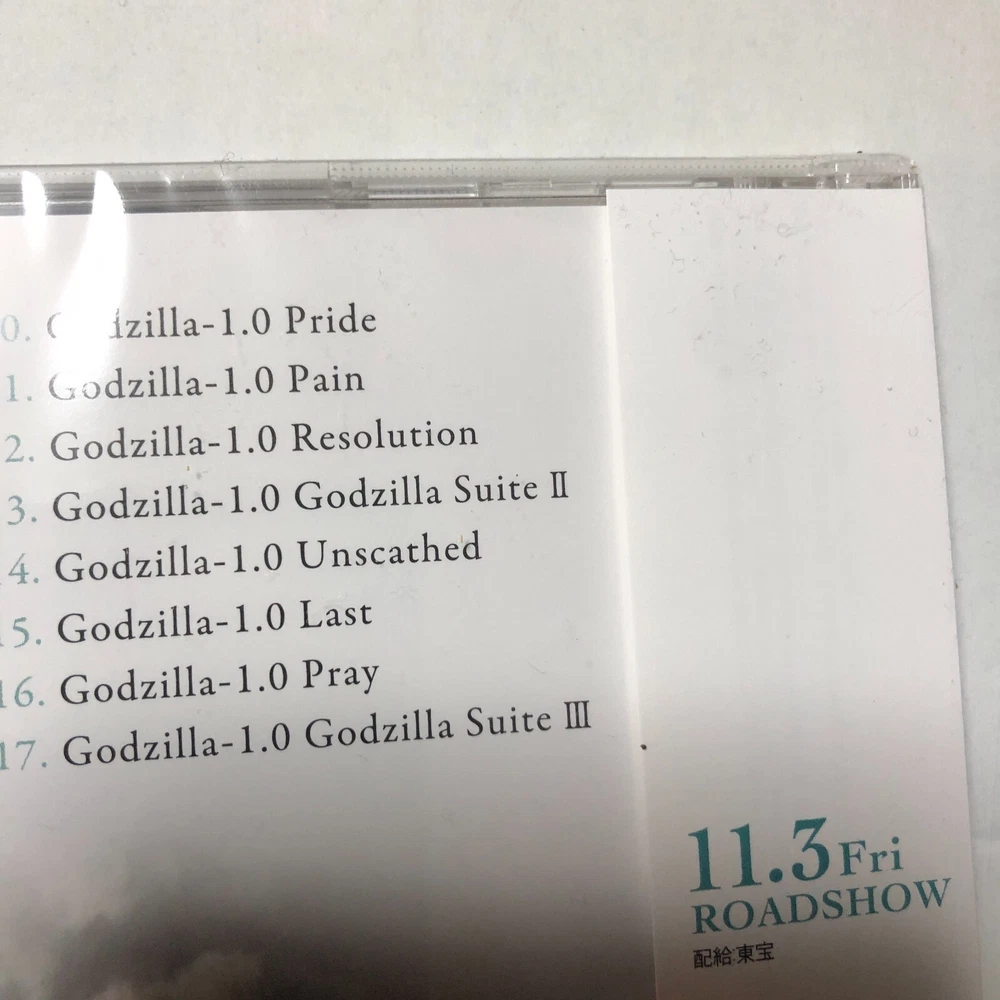 0. Godzilla-1.0 Pride
1. Godzilla-1.0 Pain
2. Godzilla-1.0 Resolution
3. Godzilla-1.0 Godzilla Suite Ⅱ
4. Godzilla-1.0 Unscathed
15. Godzilla-1.0 Last
16. Godzilla-1.0 Pray
17. Godzilla-1.0 Godzilla Suite Ⅲ
11.3 Fri
ROADSHOW
配給:東宝